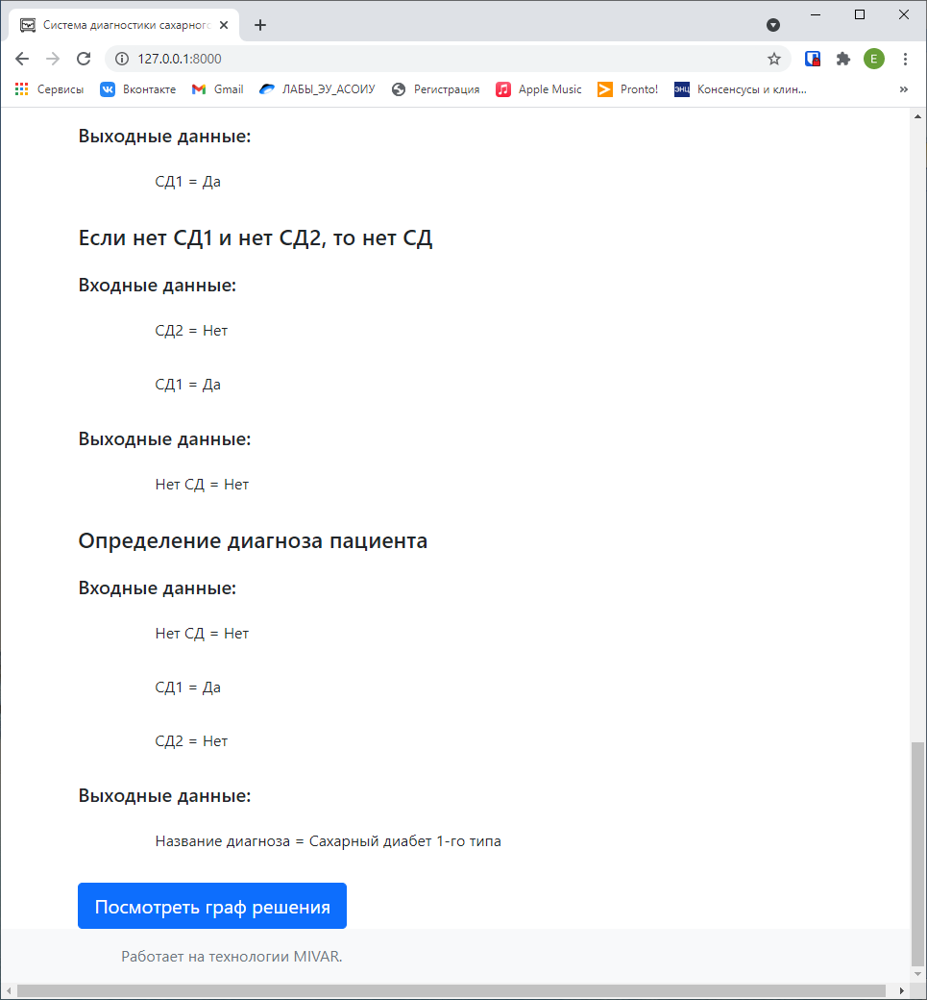 Система диагностики сахарног
127.0.0.1:8000
E
Сервисы
Вконтакте
Gmail
ЛАБЫ_ЭУ_АСОИУ
Регистрация
Apple Music
Pronto!
ЭНЦ
Консенсусы и клин...
Выходные данные:
СД1 = Да
Если нет СД1 и нет СД2, то нет СД
Входные данные:
СД2 = Нет
СД1 = Да
Выходные данные:
Нет СД = Нет
Определение диагноза пациента
Входные данные:
Нет СД = Нет
СД1 = Да
СД2 = Нет
Выходные данные:
Название диагноза = Сахарный диабет 1-го типа
Посмотреть граф решения
Работает на технологии MIVAR.